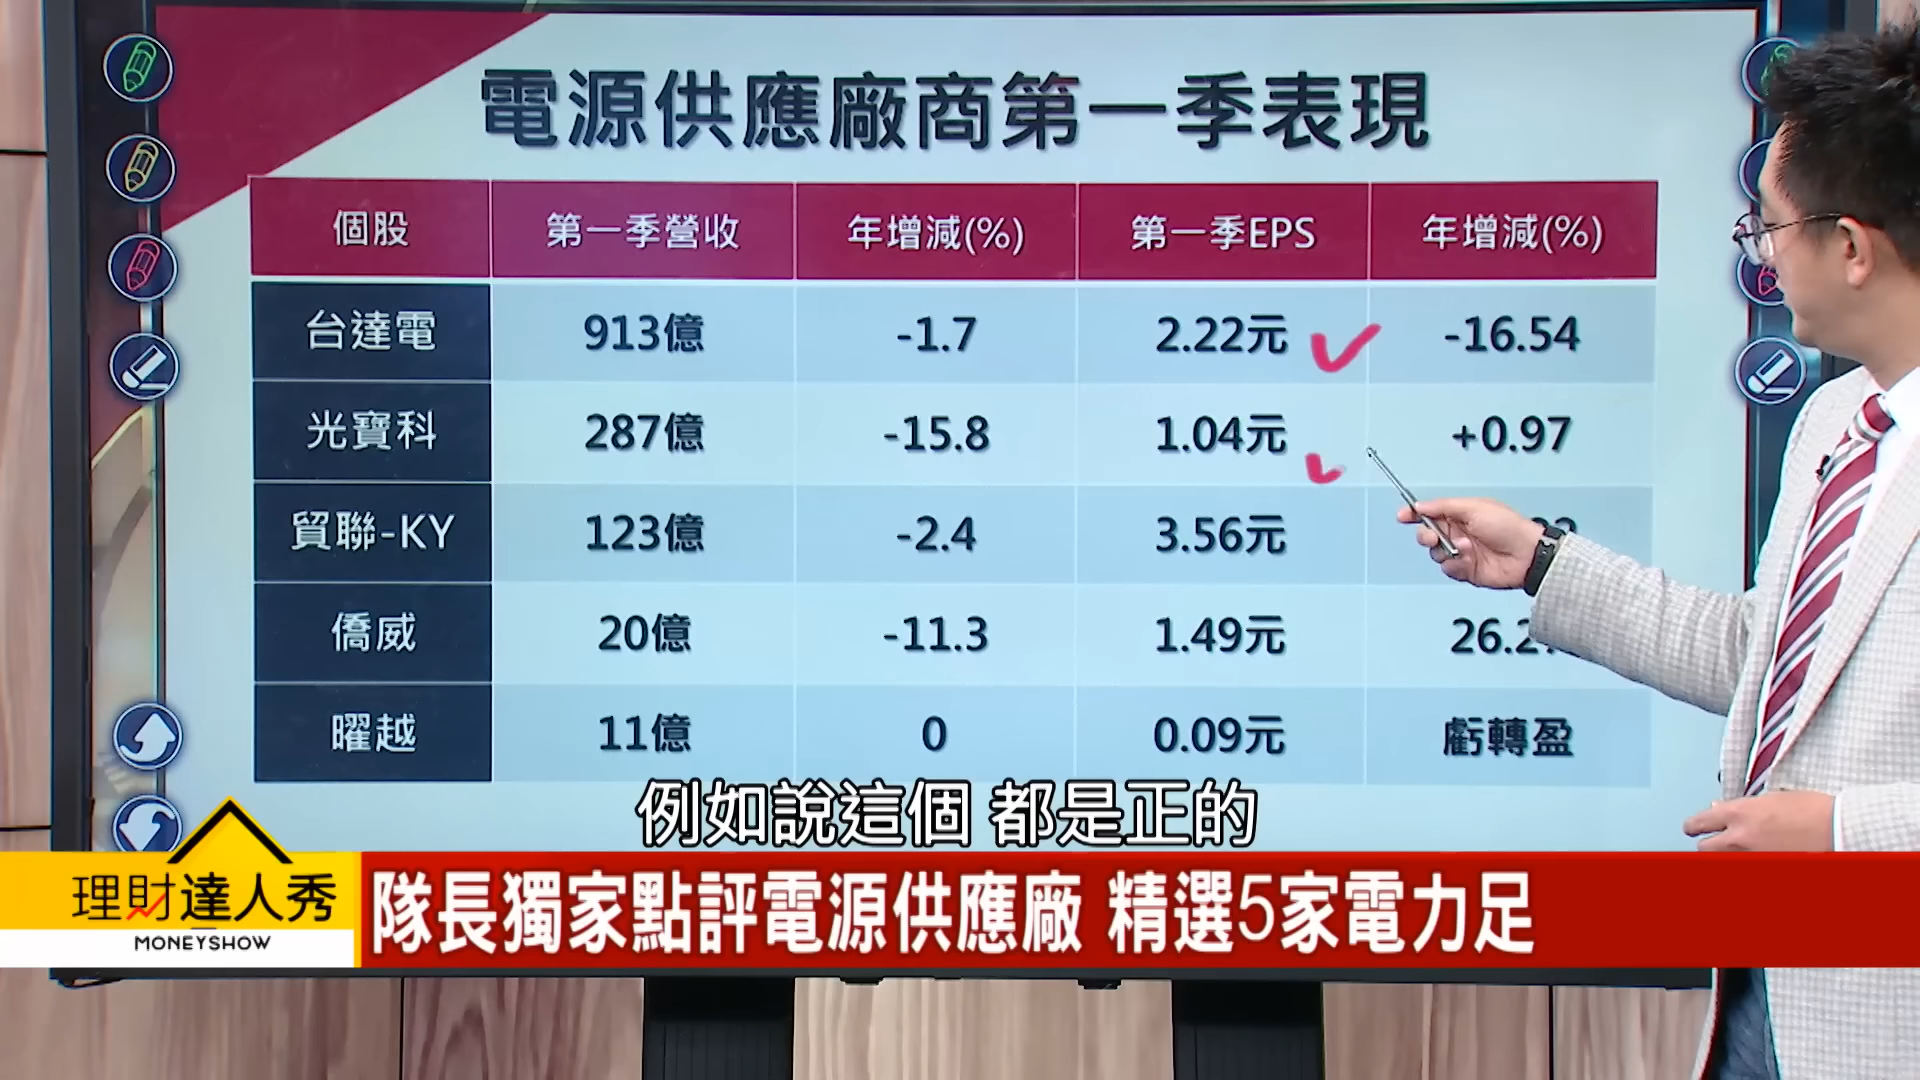 電源供應廠商第一季表現
個股 第一季營收 年增減(%) 第一季EPS 年增減(%)
台達電 913億 -1.7 2.22元 -16.54
光寶科 287億 -15.8 1.04元 +0.97
貿聯-KY 123億 -2.4 3.56元
僑威 20億 -11.3 1.49元 26.2
曜越 11億 0 0.09元 虧轉盈
例如說這個 都是正的
理財達人秀
MONEYSHOW
隊長獨家點評電源供應廠 精選5家電力足